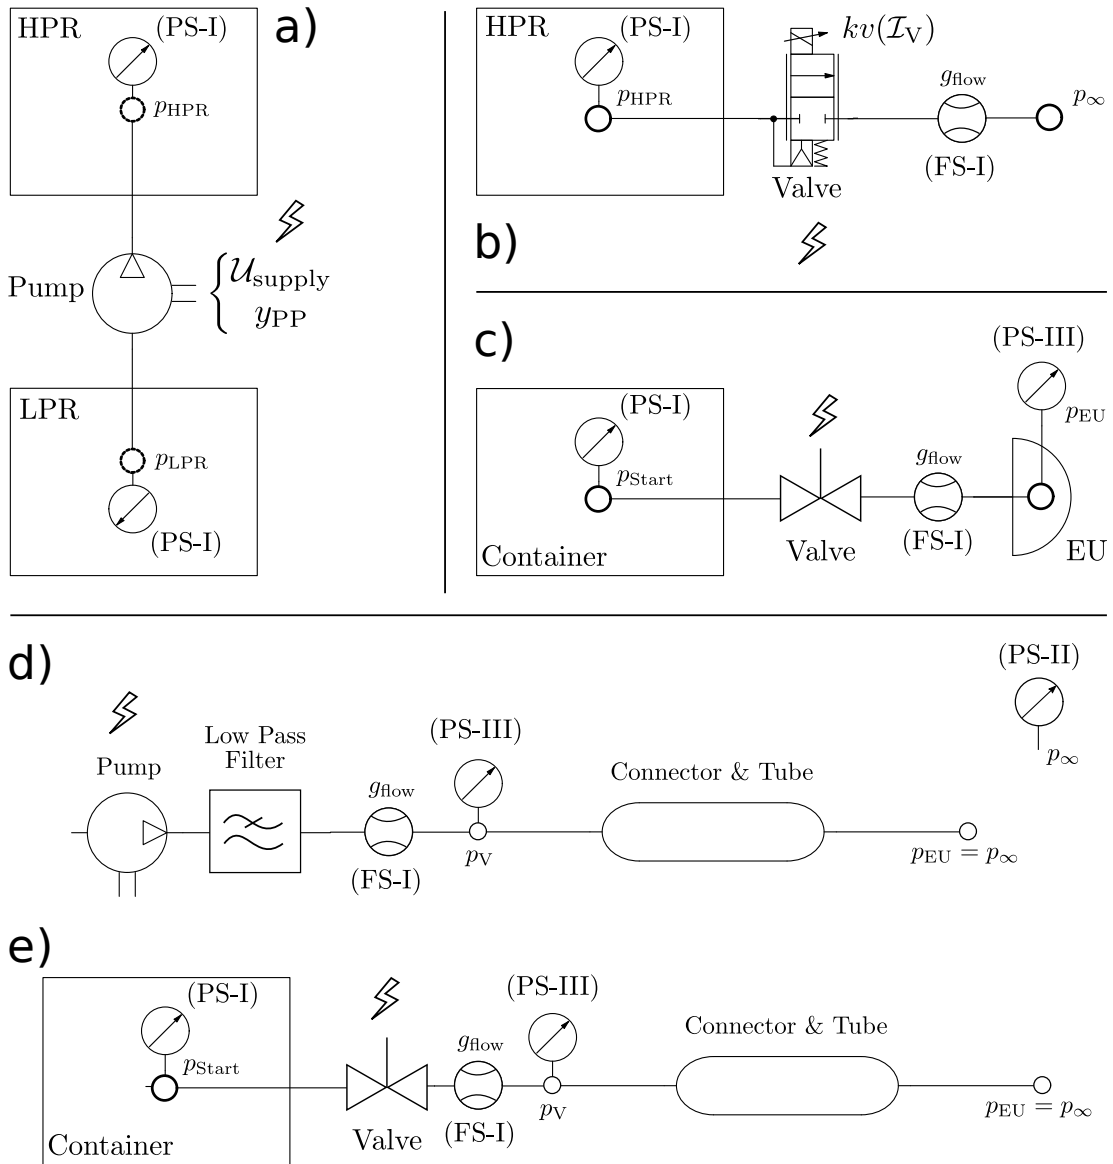 a)
HPR
(PS-I)
p_HPR
Pump
U_supply
y_PP
LPR
p_LPR
(PS-I)
b)
HPR
(PS-I)
p_HPR
kv(I_V)
Valve
g_flow
(FS-I)
p_∞
c)
(PS-I)
p_Start
Container
Valve
g_flow
(FS-I)
(PS-III)
p_EU
EU
d)
Pump
Low Pass
Filter
g_flow
(FS-I)
(PS-III)
p_V
Connector & Tube
(PS-II)
p_∞
p_EU = p_∞
e)
(PS-I)
p_Start
Container
Valve
g_flow
(FS-I)
(PS-III)
p_V
Connector & Tube
p_EU = p_∞